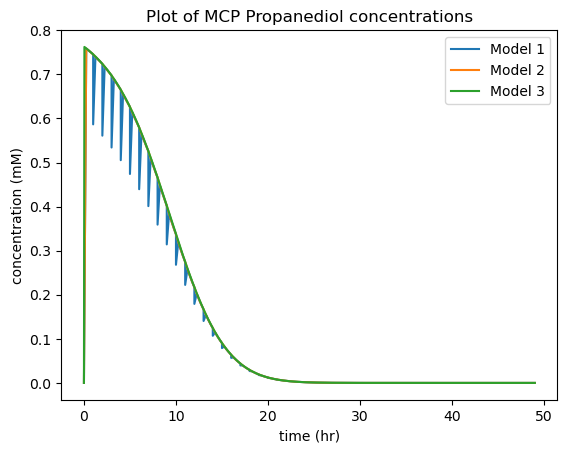 Plot of MCP Propanediol concentrations
Model 1
Model 2
Model 3
concentration (mM)
0.8
0.7
0.6
0.5
0.4
0.3
0.2
0.1
0.0
0 10 20 30 40 50
time (hr)